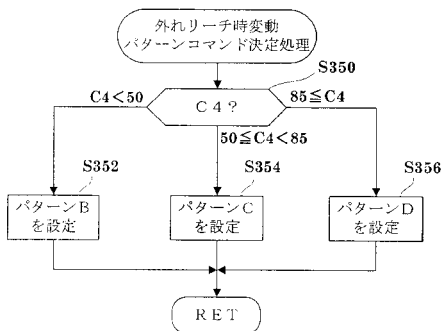 外れリーチ時変動
パターンコマンド決定処理
S350
C4<50
C4?
85≦C4
50≦C4<85
S352
S354
S356
パターンB
を設定
パターンC
を設定
パターンD
を設定
RET